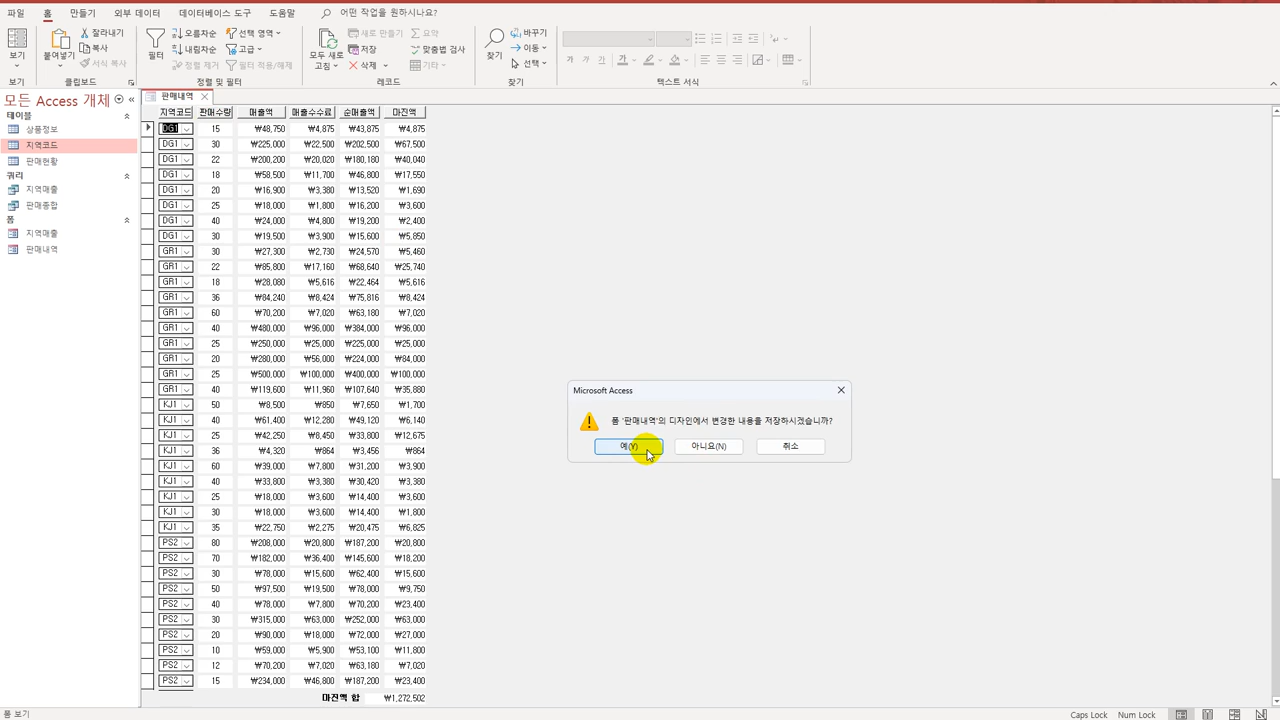 파일 홈 만들기 외부 데이터 데이터베이스 도구 도움말 어떤 작업을 원하시나요?
잘라내기 오름차순 선택 영역 새로 만들기 요약 바꾸기
보기 붙여넣기 복사 필터 내림차순 고급 모두 새로 고침 저장 맞춤법 검사 찾기 이동
서식 복사 정렬 제거 필터 적용/해제 삭제 기타 선택 가 가 가 가
보기 클립보드 정렬 및 필터 레코드 찾기 텍스트 서식
모든 Access 개체
테이블
상품정보
지역코드
판매현황
쿼리
지역매출
판매종합
폼
지역매출
판매내역
판매내역
지역코드 판매수량 매출액 매출수수료 순매출액 마진액
DG1 15 ₩48,750 ₩4,875 ₩43,875 ₩4,875
DG1 30 ₩225,000 ₩22,500 ₩202,500 ₩67,500
DG1 22 ₩200,200 ₩20,020 ₩180,180 ₩40,040
DG1 18 ₩58,500 ₩11,700 ₩46,800 ₩17,550
DG1 20 ₩16,900 ₩3,380 ₩13,520 ₩1,690
DG1 25 ₩18,000 ₩1,800 ₩16,200 ₩3,600
DG1 40 ₩24,000 ₩4,800 ₩19,200 ₩2,400
DG1 30 ₩19,500 ₩3,900 ₩15,600 ₩5,850
GR1 30 ₩27,300 ₩2,730 ₩24,570 ₩5,460
GR1 22 ₩85,800 ₩17,160 ₩68,640 ₩25,740
GR1 18 ₩28,080 ₩5,616 ₩22,464 ₩5,616
GR1 36 ₩84,240 ₩8,424 ₩75,816 ₩8,424
GR1 60 ₩70,200 ₩7,020 ₩63,180 ₩7,020
GR1 40 ₩480,000 ₩96,000 ₩384,000 ₩96,000
GR1 25 ₩250,000 ₩25,000 ₩225,000 ₩25,000
GR1 20 ₩280,000 ₩56,000 ₩224,000 ₩84,000
GR1 25 ₩500,000 ₩100,000 ₩400,000 ₩100,000
GR1 40 ₩119,600 ₩11,960 ₩107,640 ₩35,880
KJ1 50 ₩8,500 ₩850 ₩7,650 ₩1,700
KJ1 40 ₩61,400 ₩12,280 ₩49,120 ₩6,140
KJ1 25 ₩42,250 ₩8,450 ₩33,800 ₩12,675
KJ1 36 ₩4,320 ₩864 ₩3,456 ₩864
KJ1 60 ₩39,000 ₩7,800 ₩31,200 ₩3,900
KJ1 40 ₩33,800 ₩3,380 ₩30,420 ₩3,380
KJ1 25 ₩18,000 ₩3,600 ₩14,400 ₩3,600
KJ1 30 ₩18,000 ₩3,600 ₩14,400 ₩1,800
KJ1 35 ₩22,750 ₩2,275 ₩20,475 ₩6,825
PS2 80 ₩208,000 ₩20,800 ₩187,200 ₩20,800
PS2 70 ₩182,000 ₩36,400 ₩145,600 ₩18,200
PS2 30 ₩78,000 ₩15,600 ₩62,400 ₩15,600
PS2 50 ₩97,500 ₩19,500 ₩78,000 ₩9,750
PS2 40 ₩78,000 ₩7,800 ₩70,200 ₩23,400
PS2 30 ₩315,000 ₩63,000 ₩252,000 ₩63,000
PS2 20 ₩90,000 ₩18,000 ₩72,000 ₩27,000
PS2 10 ₩59,000 ₩5,900 ₩53,100 ₩11,800
PS2 12 ₩70,200 ₩7,020 ₩63,180 ₩7,020
PS2 15 ₩234,000 ₩46,800 ₩187,200 ₩23,400
마진액 합 ₩1,272,502
Microsoft Access
폼 '판매내역'의 디자인에서 변경한 내용을 저장하시겠습니까?
예(Y) 아니요(N) 취소
폼 보기 Caps Lock Num Lock